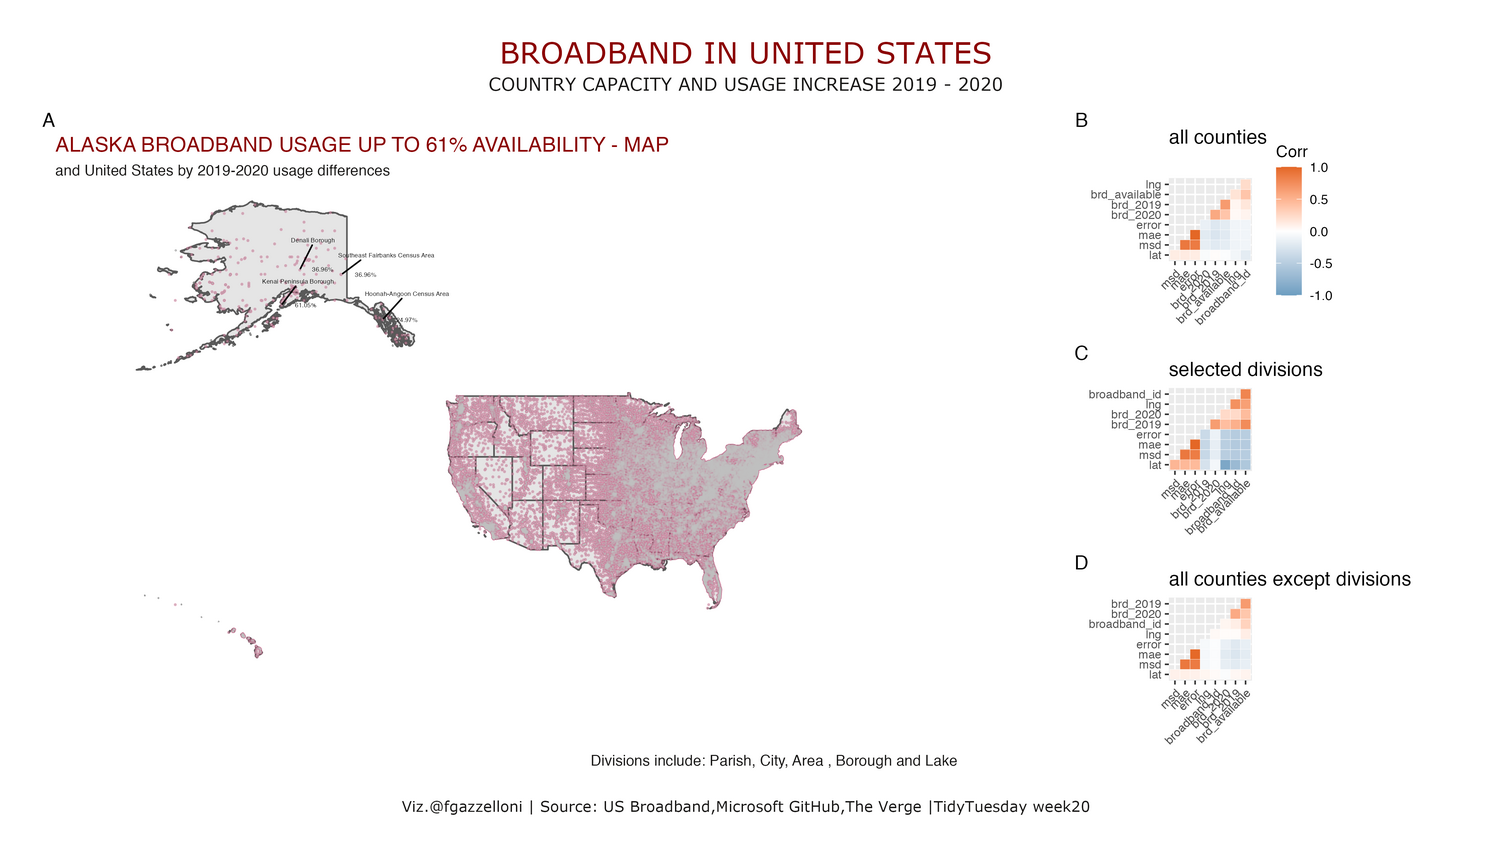 BROADBAND IN UNITED STATES
COUNTRY CAPACITY AND USAGE INCREASE 2019 - 2020
A
ALASKA BROADBAND USAGE UP TO 61% AVAILABILITY - MAP
and United States by 2019-2020 usage differences
Denali Borough
36.96%
Southeast Fairbanks Census Area
36.96%
Kenai Peninsula Borough
61.05%
Hoonah-Angoon Census Area
24.97%
B
all counties
lng
brd_available
brd_2019
brd_2020
error
mae
msd
lat
msd
mae
error
brd_2020
brd_2019
brd_available
lng
broadband_id
Corr
1.0
0.5
0.0
-0.5
-1.0
C
selected divisions
broadband_id
lng
brd_2020
brd_2019
error
mae
msd
lat
msd
mae
error
brd_2019
brd_2020
lng
broadband_id
brd_available
D
all counties except divisions
brd_2019
brd_2020
broadband_id
lng
error
mae
msd
lat
msd
mae
error
lng
broadband_id
brd_2020
brd_2019
brd_available
Divisions include: Parish, City, Area , Borough and Lake
Viz.@fgazzelloni | Source: US Broadband,Microsoft GitHub,The Verge |TidyTuesday week20